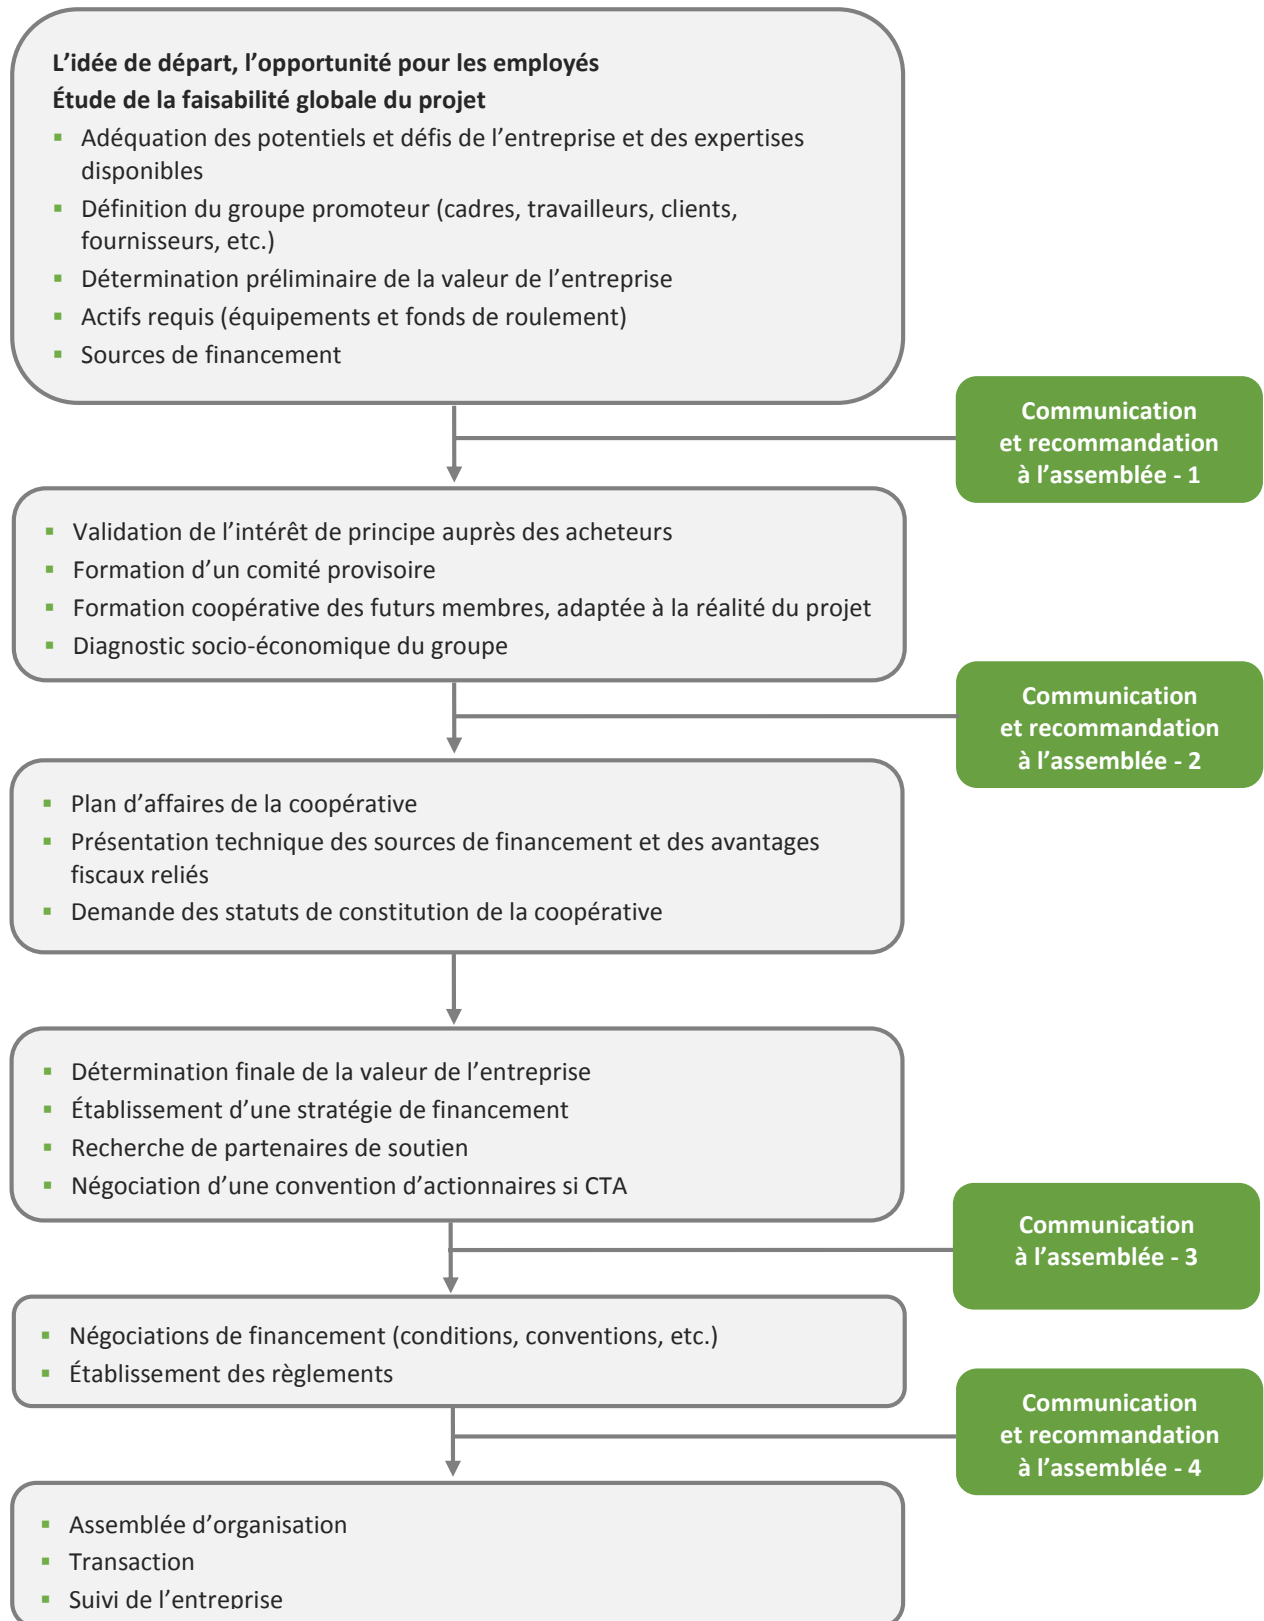 L’idée de départ, l’opportunité pour les employés
Étude de la faisabilité globale du projet
▪ Adéquation des potentiels et défis de l’entreprise et des expertises
disponibles
▪ Définition du groupe promoteur (cadres, travailleurs, clients,
fournisseurs, etc.)
▪ Détermination préliminaire de la valeur de l’entreprise
▪ Actifs requis (équipements et fonds de roulement)
▪ Sources de financement
Communication
et recommandation
à l’assemblée - 1
▪ Validation de l’intérêt de principe auprès des acheteurs
▪ Formation d’un comité provisoire
▪ Formation coopérative des futurs membres, adaptée à la réalité du projet
▪ Diagnostic socio-économique du groupe
Communication
et recommandation
à l’assemblée - 2
▪ Plan d’affaires de la coopérative
▪ Présentation technique des sources de financement et des avantages
fiscaux reliés
▪ Demande des statuts de constitution de la coopérative
▪ Détermination finale de la valeur de l’entreprise
▪ Établissement d’une stratégie de financement
▪ Recherche de partenaires de soutien
▪ Négociation d’une convention d’actionnaires si CTA
Communication
à l’assemblée - 3
▪ Négociations de financement (conditions, conventions, etc.)
▪ Établissement des règlements
Communication
et recommandation
à l’assemblée - 4
▪ Assemblée d’organisation
▪ Transaction
▪ Suivi de l’entreprise